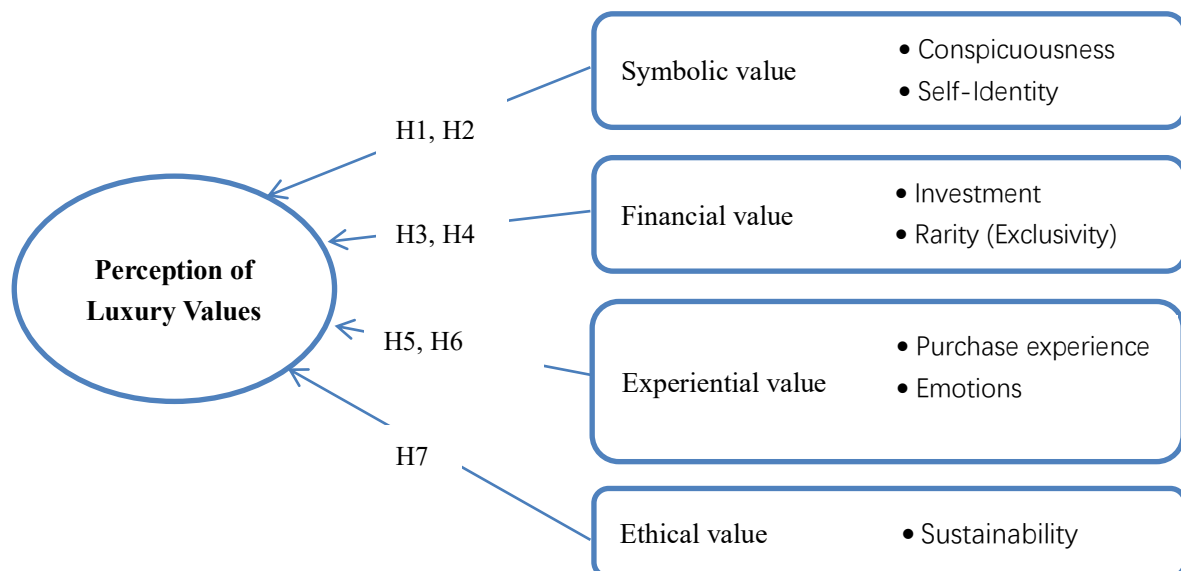 Symbolic value
• Conspicuousness
• Self-Identity
H1, H2
Financial value
• Investment
• Rarity (Exclusivity)
H3, H4
Perception of
Luxury Values
H5, H6
Experiential value
• Purchase experience
• Emotions
H7
Ethical value
• Sustainability